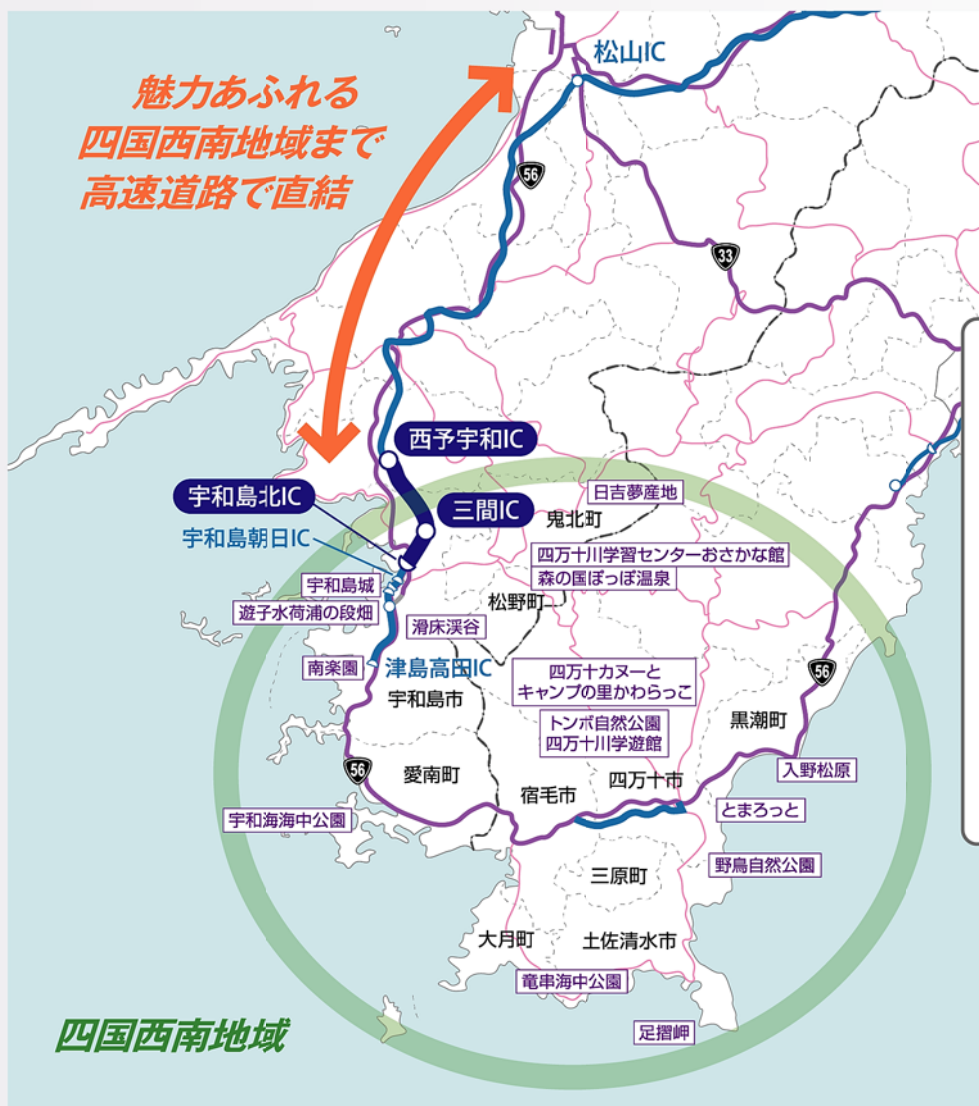 魅力あふれる
四国西南地域まで
高速道路で直結
松山IC
56
33
西予宇和IC
宇和島北IC
三間IC
宇和島朝日IC
日吉夢産地
鬼北町
四万十川学習センターおさかな館
森の国ぽっぽ温泉
宇和島城
松野町
遊子水荷浦の段畑
滑床渓谷
南楽園
津島高田IC
宇和島市
四万十カヌーと
キャンプの里かわらっこ
56
トンボ自然公園
四万十川学遊館
黒潮町
56
愛南町
入野松原
宿毛市
四万十市
宇和海海中公園
とまろっと
野鳥自然公園
三原町
大月町
土佐清水市
竜串海中公園
足摺岬
四国西南地域